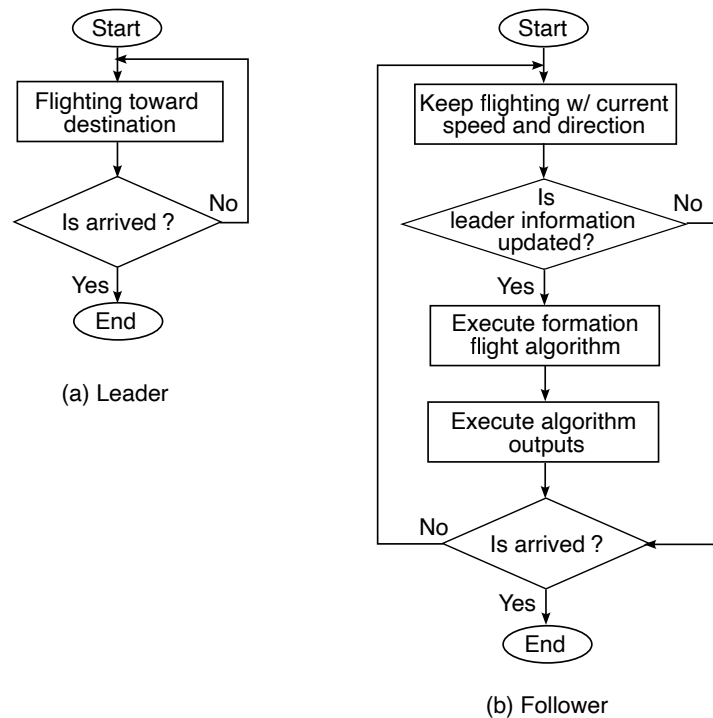 Start
Flighting toward
destination
Is arrived ?
No
Yes
End
(a) Leader
Start
Keep flighting w/ current
speed and direction
Is
leader information
updated?
No
Yes
Execute formation
flight algorithm
Execute algorithm
outputs
Is arrived ?
No
Yes
End
(b) Follower